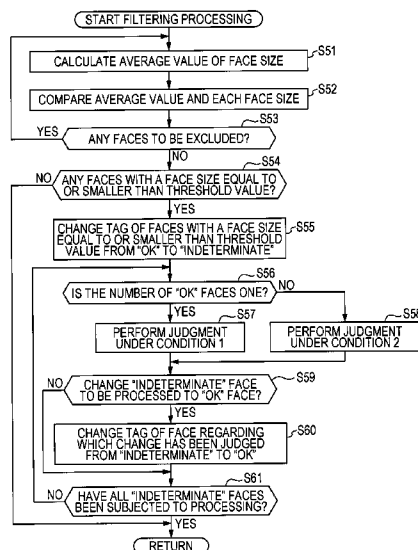 START FILTERING PROCESSING
S51
CALCULATE AVERAGE VALUE OF FACE SIZE
S52
COMPARE AVERAGE VALUE AND EACH FACE SIZE
S53
YES
ANY FACES TO BE EXCLUDED?
NO
S54
NO
ANY FACES WITH A FACE SIZE EQUAL TO
OR SMALLER THAN THRESHOLD VALUE?
YES
S55
CHANGE TAG OF FACES WITH A FACE SIZE
EQUAL TO OR SMALLER THAN THRESHOLD
VALUE FROM "OK" TO "INDETERMINATE"
S56
IS THE NUMBER OF "OK" FACES ONE?
NO
YES
S57
S58
PERFORM JUDGMENT
UNDER CONDITION 1
PERFORM JUDGMENT
UNDER CONDITION 2
S59
NO
CHANGE "INDETERMINATE" FACE
TO BE PROCESSED TO "OK" FACE?
YES
S60
CHANGE TAG OF FACE REGARDING
WHICH CHANGE HAS BEEN JUDGED
FROM "INDETERMINATE" TO "OK"
S61
NO
HAVE ALL "INDETERMINATE" FACES
BEEN SUBJECTED TO PROCESSING?
YES
RETURN